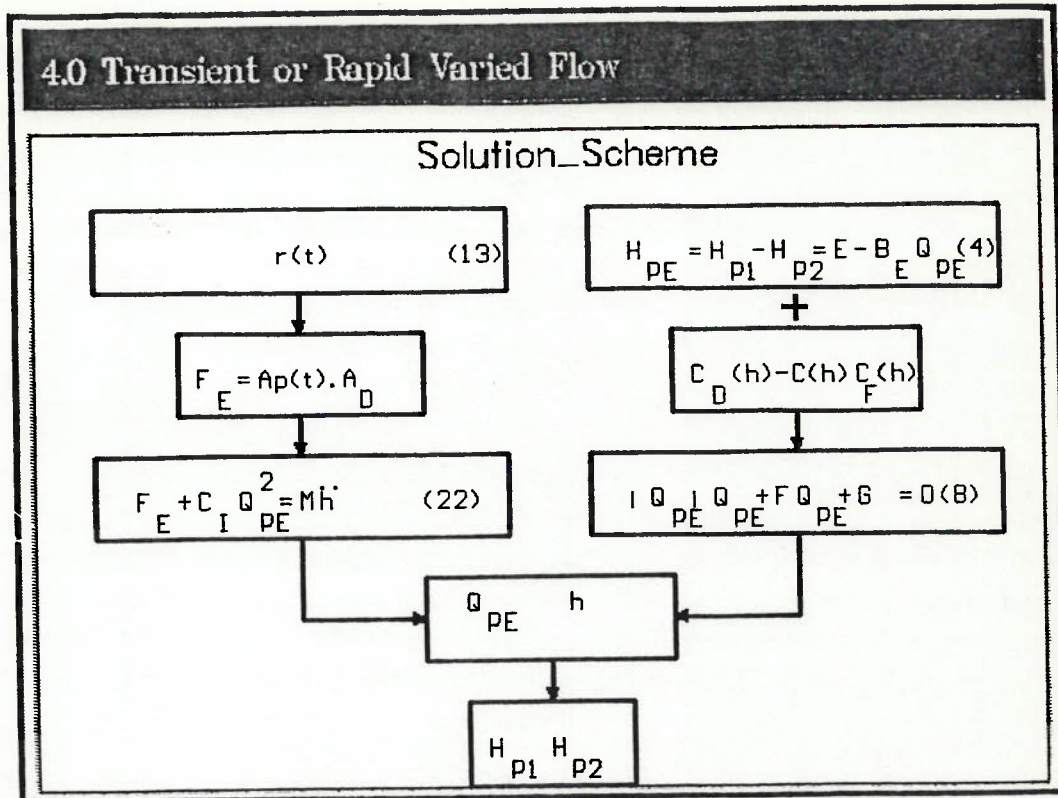 4.0 Transient or Rapid Varied Flow
Solution_Scheme
r(t) (13)
H_PE = H_P1 - H_P2 = E - B_E Q_PE (4)
+
F_E = Ap(t). A_D
C_D (h) - C(h) C_F (h)
F_E + C_I Q_PE^2 = Mḧ (22)
| Q_PE | Q_PE + F Q_PE + G = 0 (8)
Q_PE h
H_P1 H_P2